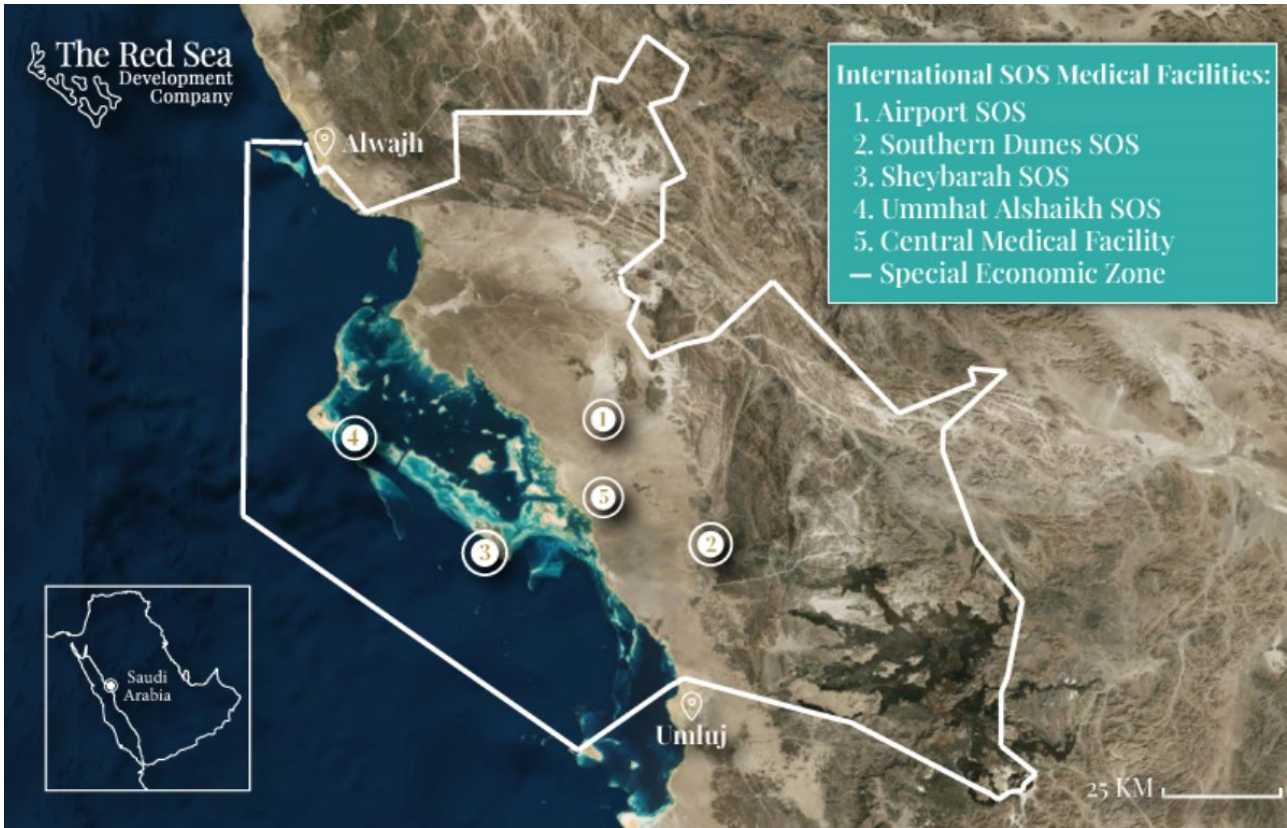 The Red Sea
Development
Company
Alwajh
International SOS Medical Facilities:
1. Airport SOS
2. Southern Dunes SOS
3. Sheybarah SOS
4. Ummhat Alshaikh SOS
5. Central Medical Facility
— Special Economic Zone
1
4
5
2
3
Saudi
Arabia
Umluj
25 KM